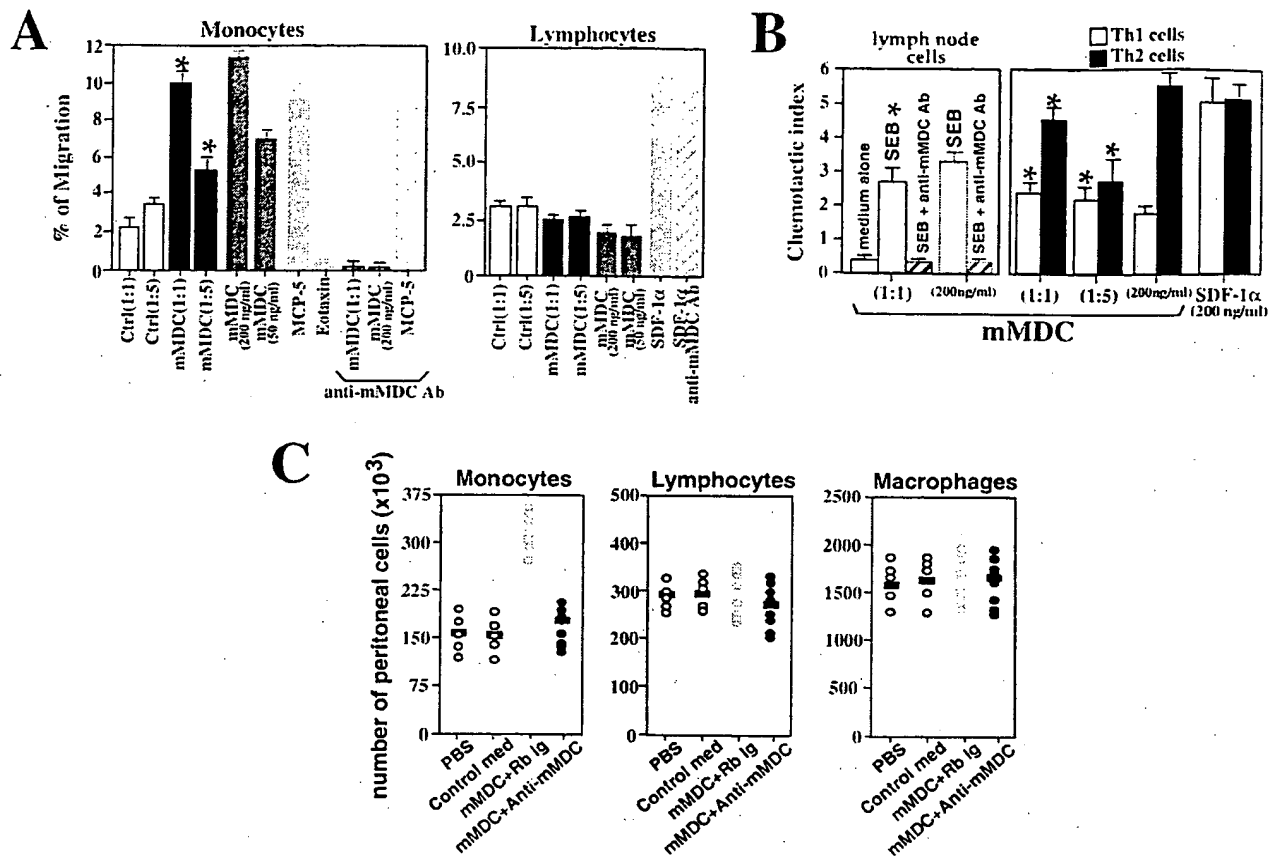 A
Monocytes
% of Migration
12
10
8
6
4
2
0
Ctrl(1:1)
Ctrl(1:5)
mMDC(1:1)
mMDC(1:5)
mMDC
(200 ng/ml)
mMDC
(50 ng/ml)
MCP-5
Eotaxin
mMDC(1:1)
mMDC
(200 ng/ml)
MCP-5
anti-mMDC Ab
*
*
Lymphocytes
10.0
7.5
5.0
2.5
0
Ctrl(1:1)
Ctrl(1:5)
mMDC(1:1)
mMDC(1:5)
mMDC
(200 ng/ml)
mMDC
(50 ng/ml)
SDF-1α
SDF-1α
anti-mMDC Ab
B
lymph node
cells
Th1 cells
Th2 cells
Chemotactic index
6
5
4
3
2
1
0
medium alone
SEB *
SEB + anti-mMDC Ab
SEB
SEB + anti-mMDC Ab
* * * *
(1:1)
(200ng/ml)
(1:1)
(1:5)
(200ng/ml)
SDF-1α
(200 ng/ml)
mMDC
C
number of peritoneal cells (x10³)
Monocytes
375
300
225
150
75
0
PBS
Control med
mMDC+Rb Ig
mMDC+Anti-mMDC
Lymphocytes
500
400
300
200
100
0
PBS
Control med
mMDC+Rb Ig
mMDC+Anti-mMDC
Macrophages
2500
2000
1500
1000
500
0
PBS
Control med
mMDC+Rb Ig
mMDC+Anti-mMDC